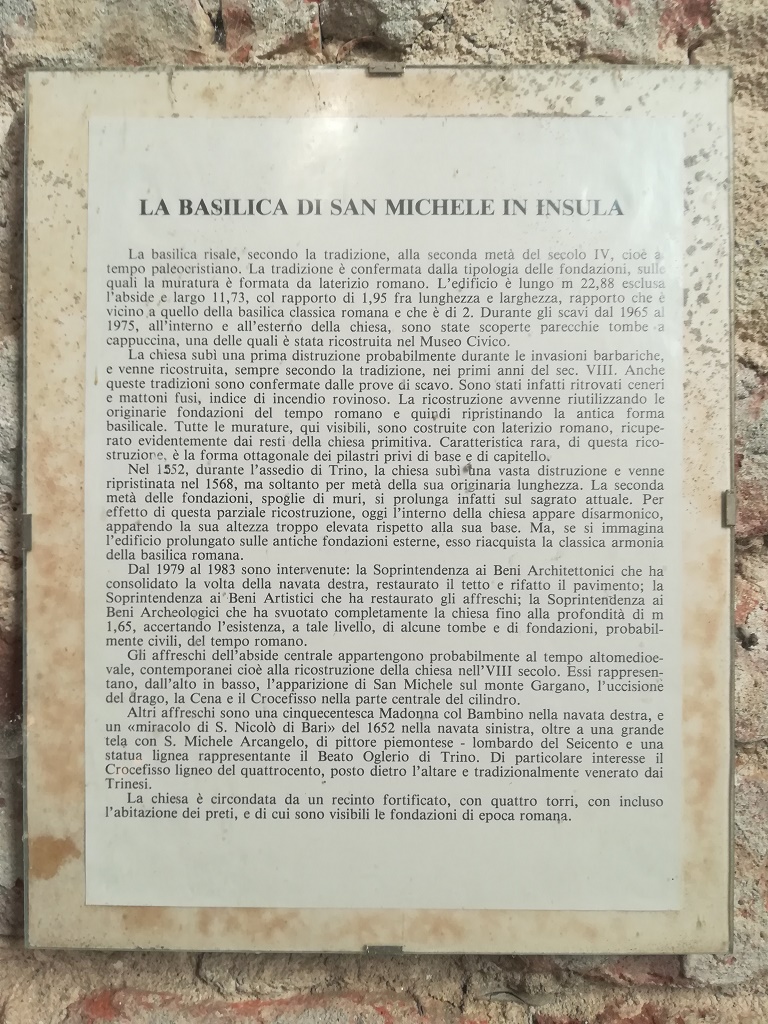 LA BASILICA DI SAN MICHELE IN INSULA
La basilica risale, secondo la tradizione, alla seconda metà del secolo IV, cioè a
tempo paleocristiano. La tradizione è confermata dalla tipologia delle fondazioni, sulle
quali la muratura è formata da laterizio romano. L'edificio è lungo m 22,88 esclusa
l'abside e largo 11,73, col rapporto di 1,95 fra lunghezza e larghezza, rapporto che è
vicino a quello della basilica classica romana e che è di 2. Durante gli scavi dal 1965 al
1975, all'interno e all'esterno della chiesa, sono state scoperte parecchie tombe a
cappuccina, una delle quali è stata ricostruita nel Museo Civico.
La chiesa subì una prima distruzione probabilmente durante le invasioni barbariche,
e venne ricostruita, sempre secondo la tradizione, nei primi anni del sec. VIII. Anche
queste tradizioni sono confermate dalle prove di scavo. Sono stati infatti ritrovati ceneri
e mattoni fusi, indice di incendio rovinoso. La ricostruzione avvenne riutilizzando le
originarie fondazioni del tempo romano e quindi ripristinando la antica forma
basilicale. Tutte le murature, qui visibili, sono costruite con laterizio romano, ricupe-
rato evidentemente dai resti della chiesa primitiva. Caratteristica rara, di questa rico-
struzione, è la forma ottagonale dei pilastri privi di base e di capitello.
Nel 1552, durante l'assedio di Trino, la chiesa subì una vasta distruzione e venne
ripristinata nel 1568, ma soltanto per metà della sua originaria lunghezza. La seconda
metà delle fondazioni, spoglie di muri, si prolunga infatti sul sagrato attuale. Per
effetto di questa parziale ricostruzione, oggi l'interno della chiesa appare disarmonico,
apparendo la sua altezza troppo elevata rispetto alla sua base. Ma, se si immagina
l'edificio prolungato sulle antiche fondazioni esterne, esso riacquista la classica armonia
della basilica romana.
Dal 1979 al 1983 sono intervenute: la Soprintendenza ai Beni Architettonici che ha
consolidato la volta della navata destra, restaurato il tetto e rifatto il pavimento; la
Soprintendenza ai Beni Artistici che ha restaurato gli affreschi; la Soprintendenza ai
Beni Archeologici che ha svuotato completamente la chiesa fino alla profondità di m
1,65, accertando l'esistenza, a tale livello, di alcune tombe e di fondazioni, probabil-
mente civili, del tempo romano.
Gli affreschi dell'abside centrale appartengono probabilmente al tempo altomedioe-
vale, contemporanei cioè alla ricostruzione della chiesa nell'VIII secolo. Essi rappresen-
tano, dall'alto in basso, l'apparizione di San Michele sul monte Gargano, l'uccisione
del drago, la Cena e il Crocefisso nella parte centrale del cilindro.
Altri affreschi sono una cinquecentesca Madonna col Bambino nella navata destra, e
un «miracolo di S. Nicolò di Bari» del 1652 nella navata sinistra, oltre a una grande
tela con S. Michele Arcangelo, di pittore piemontese - lombardo del Seicento e una
statua lignea rappresentante il Beato Oglerio di Trino. Di particolare interesse il
Crocefisso ligneo del quattrocento, posto dietro l'altare e tradizionalmente venerato dai
Trinesi.
La chiesa è circondata da un recinto fortificato, con quattro torri, con incluso
l'abitazione dei preti, e di cui sono visibili le fondazioni di epoca romana.